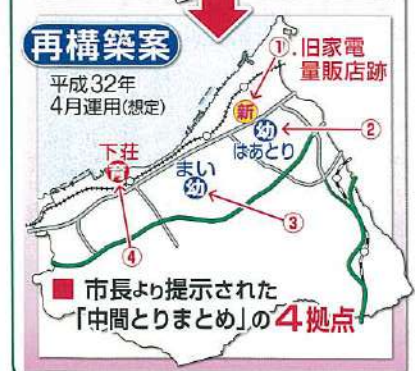 再構築案
平成32年
4月運用(想定)
①.旧家電
量販店跡
新
幼
②
はあとり
下荘
保
まい
幼
③
④
■ 市長より提示された
「中間とりまとめ」の4拠点